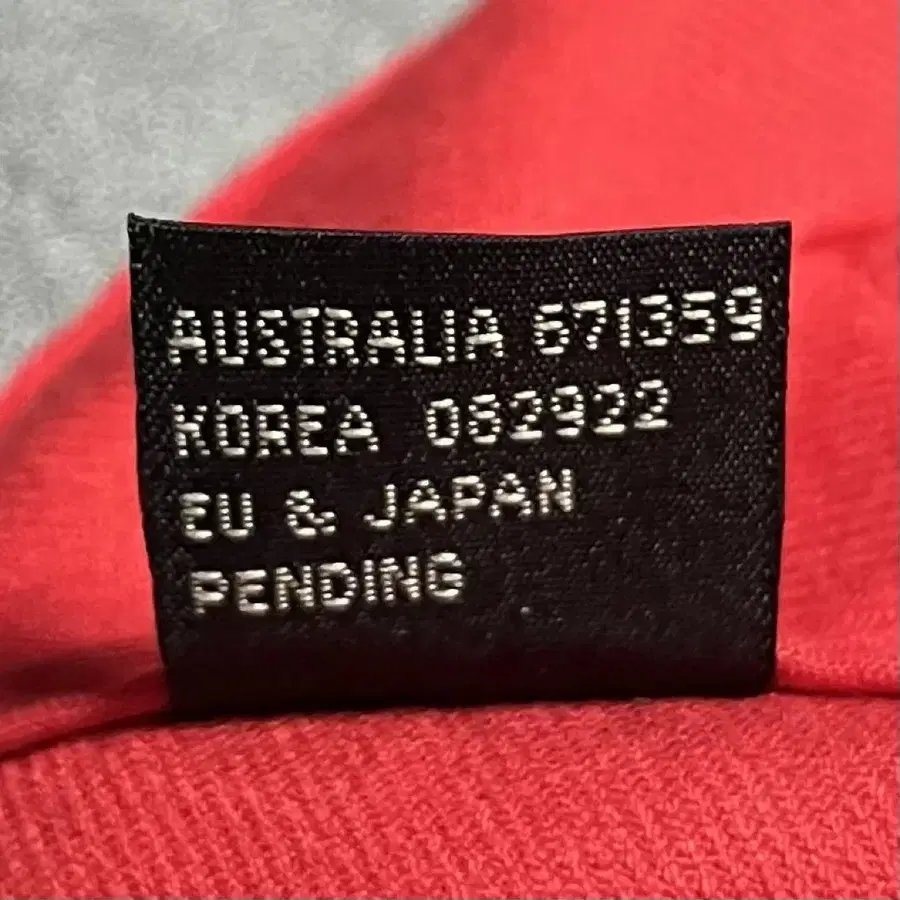 AUSTRALIA 671359
KOREA 082922
EU & JAPAN
PENDING